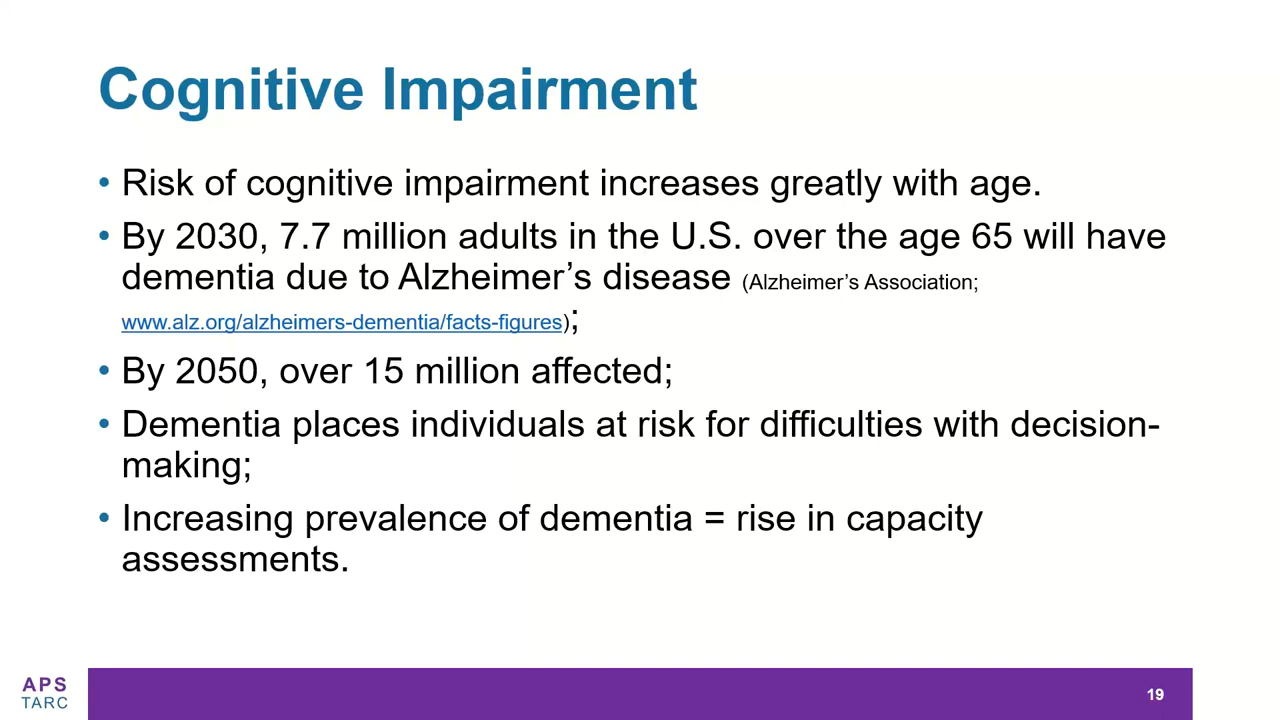 Cognitive Impairment
• Risk of cognitive impairment increases greatly with age.
• By 2030, 7.7 million adults in the U.S. over the age 65 will have
dementia due to Alzheimer’s disease (Alzheimer’s Association;
www.alz.org/alzheimers-dementia/facts-figures);
• By 2050, over 15 million affected;
• Dementia places individuals at risk for difficulties with decision-
making;
• Increasing prevalence of dementia = rise in capacity
assessments.
APS
TARC
19